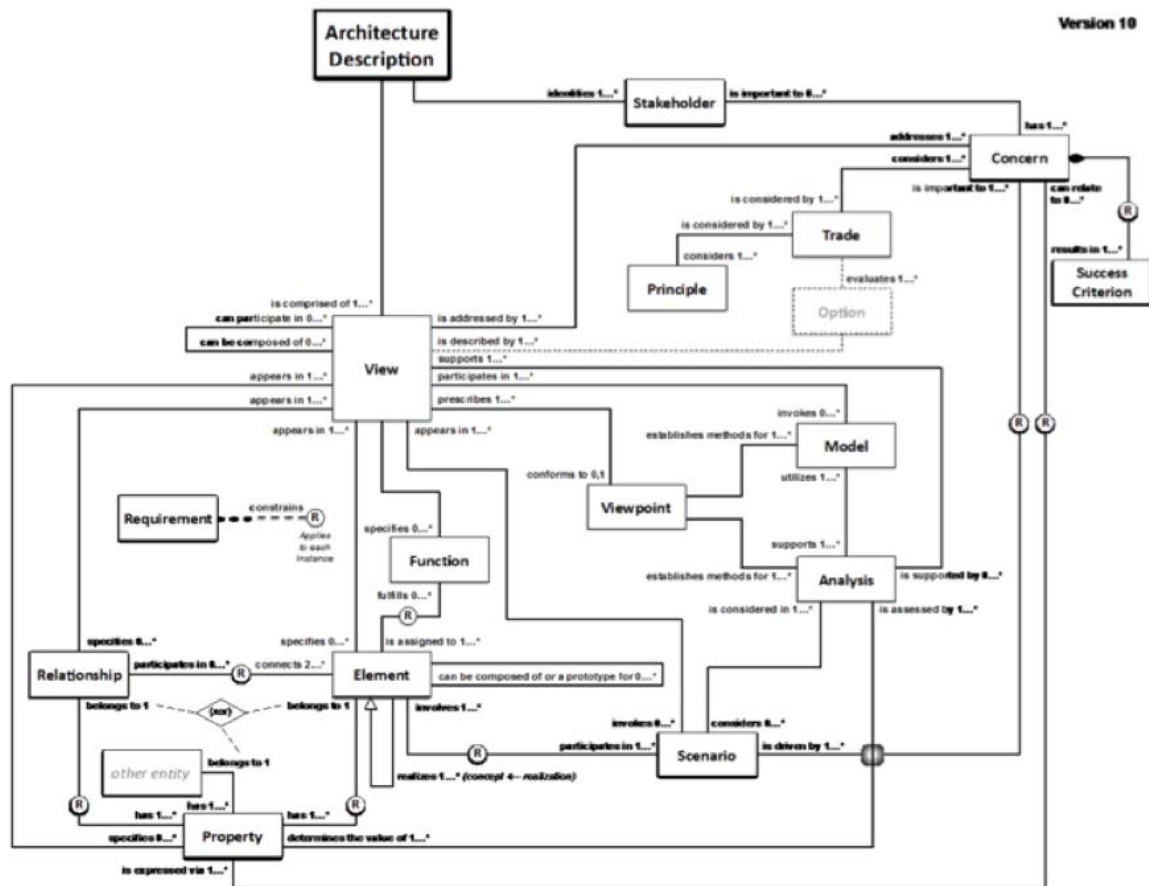 Version 10
Architecture
Description
identifies 1...*
Stakeholder
is important to 0...*
has 1...*
addresses 1...*
considers 1...*
Concern
is important to 1...*
can relate
to 0...*
R
is considered by 1...*
is considered by 1...*
Trade
considers 1...*
Principle
evaluates 1...*
Option
results in 1...*
Success
Criterion
is comprised of 1...*
can participate in 0...*
can be composed of 0...*
View
is addressed by 1...*
is described by 1...*
supports 1...*
appears in 1...*
participates in 1...*
appears in 1...*
prescribes 1...*
appears in 1...*
appears in 1...*
invokes 0...*
establishes methods for 1...*
Model
R
R
conforms to 0,1
utilizes 1...*
Viewpoint
Requirement
constrains
R
Applies
to each
instance
specifies 0...*
Function
supports 1...*
establishes methods for 1...*
Analysis
is supported by 0...*
fulfills 0...*
is considered in 1...*
is assessed by 1...*
R
specifies 0...*
specifies 0...*
is assigned to 1...*
Relationship
participates in 0...*
R
connects 2...*
Element
can be composed of or a prototype for 0...*
belongs to 1
{xor}
belongs to 1
involves 1...*
invokes 0...*
considers 0...*
R
participates in 1...*
Scenario
is driven by 1...*
belongs to 1
other entity
realizes 1...* (concept ◁— realization)
R
has 1...*
R
has 1...*
has 1...*
Property
specifies 0...*
determines the value of 1...*
is expressed via 1...*